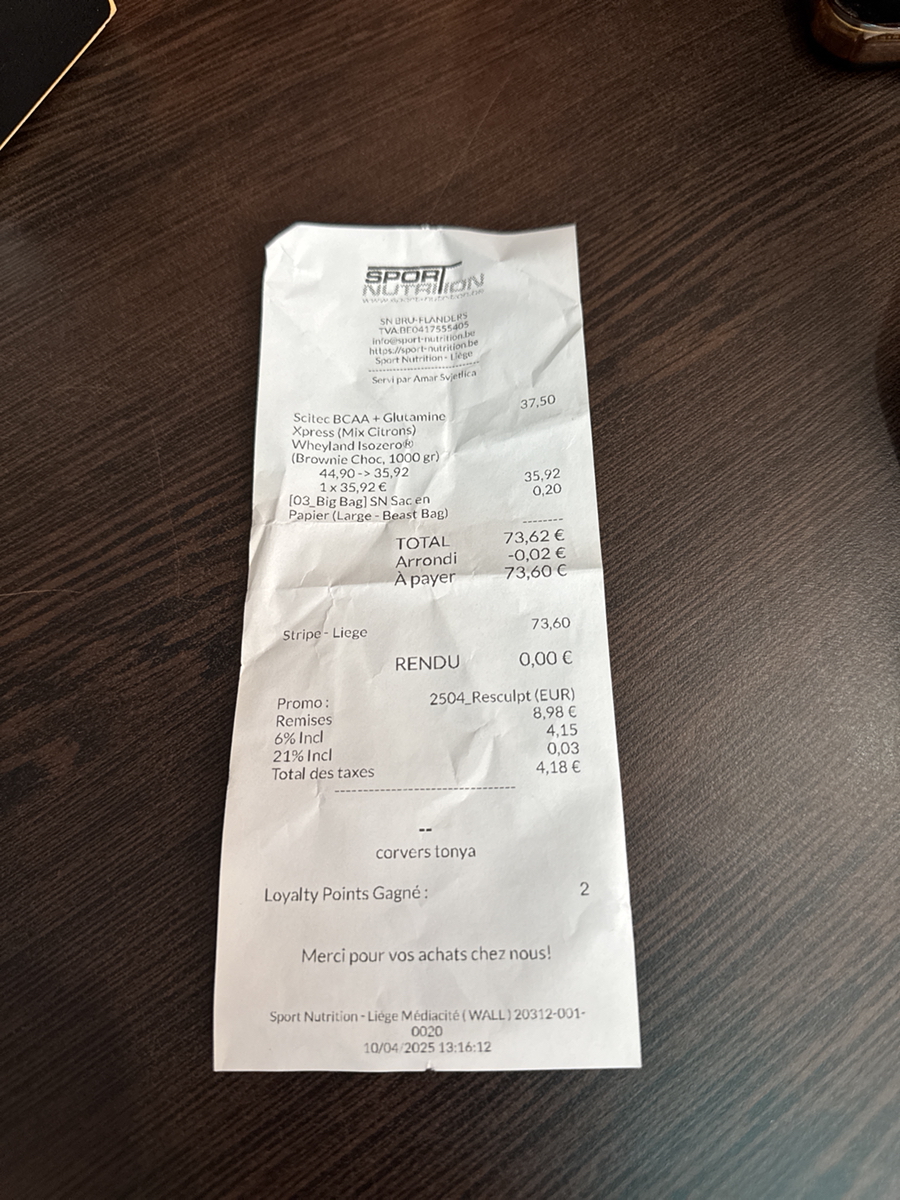 SPORT
NUTRITION
www.sport-nutrition.be
SN BRU-FLANDERS
TVA BE0417555405
info@sport-nutrition.be
https://sport-nutrition.be
Sport Nutrition - Liège
--------------------
Servi par Amar Svjetlica
37,50
Scitec BCAA + Glutamine
Xpress (Mix Citrons)
Wheyland Isozero®
(Brownie Choc, 1000 gr)
44,90 -> 35,92
1 x 35,92 € 35,92
[03_Big Bag] SN Sac en 0,20
Papier (Large - Beast Bag)
--------
TOTAL 73,62 €
Arrondi -0,02 €
À payer 73,60 €
Stripe - Liege 73,60
RENDU 0,00 €
Promo : 2504_Resculpt (EUR)
Remises 8,98 €
6% Incl 4,15
21% Incl 0,03
Total des taxes 4,18 €
-------------------------------
--
corvers tonya
Loyalty Points Gagné : 2
Merci pour vos achats chez nous!
Sport Nutrition - Liège Médiacité ( WALL ) 20312-001-
0020
10/04/2025 13:16:12